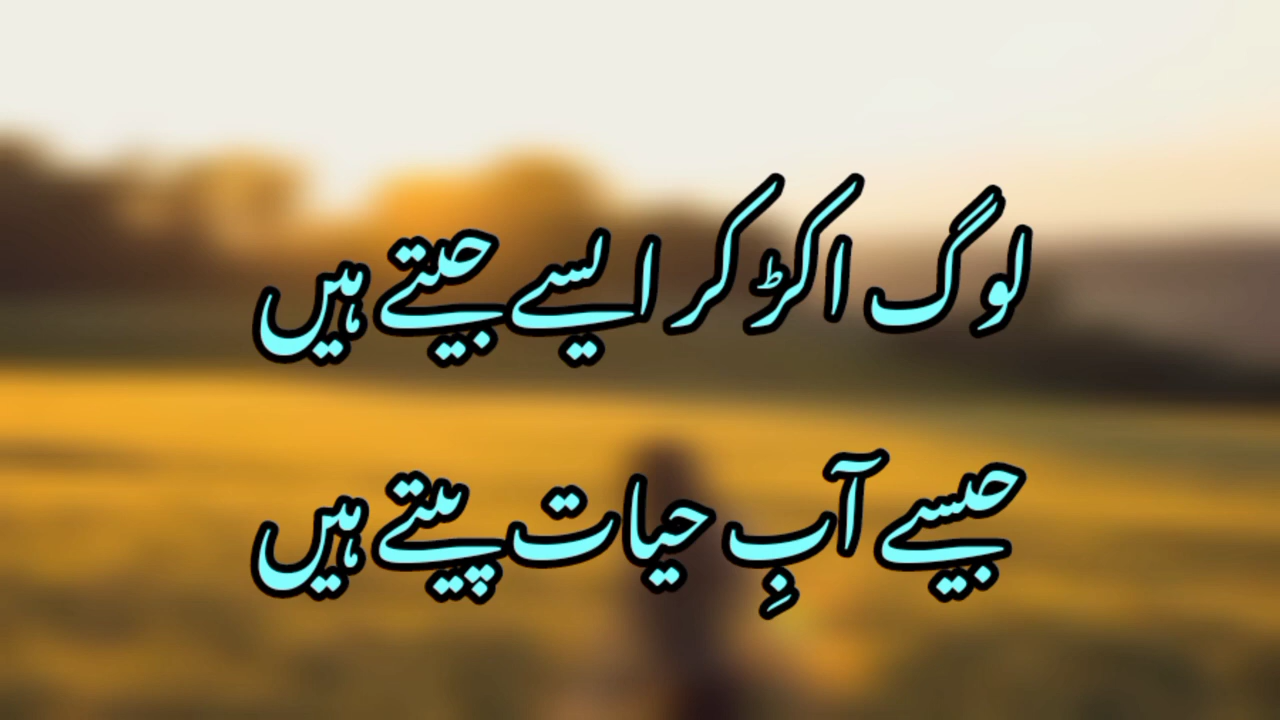 لوگ اکڑ کر ایسے جیتے ہیں
جیسے آبِ حیات پیتے ہیں